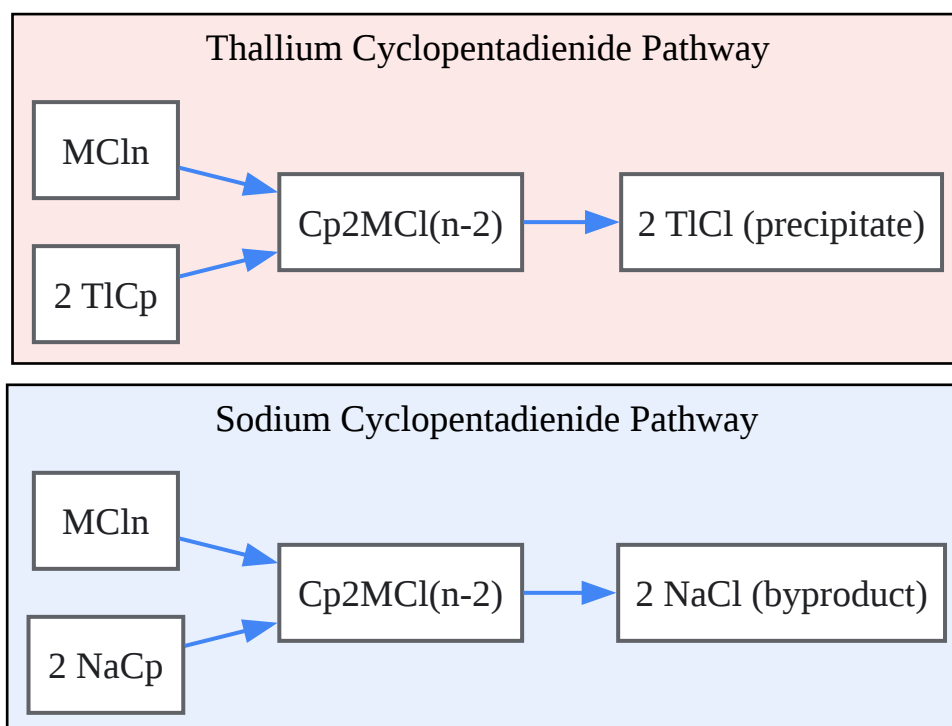 Thallium Cyclopentadienide Pathway
MCln
Cp2MCl(n-2)
2 TlCl (precipitate)
2 TlCp
Sodium Cyclopentadienide Pathway
MCln
Cp2MCl(n-2)
2 NaCl (byproduct)
2 NaCp